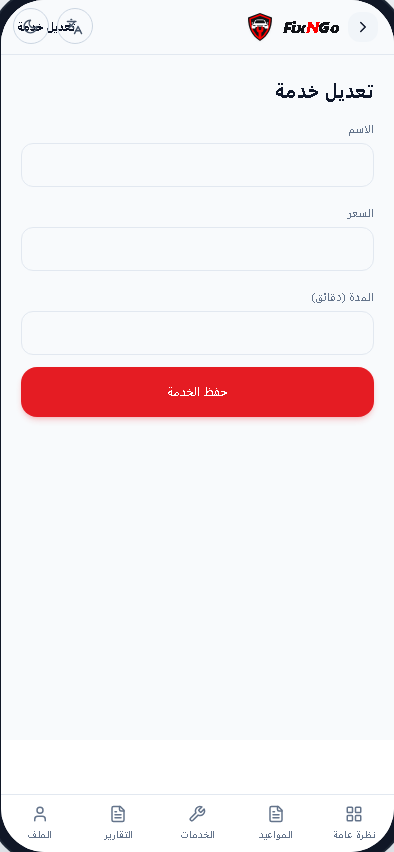 FixNGo
تعديل خدمة
تعديل خدمة
الاسم
السعر
المدة (دقائق)
حفظ الخدمة
نظرة عامة
المواعيد
الخدمات
التقارير
الملف